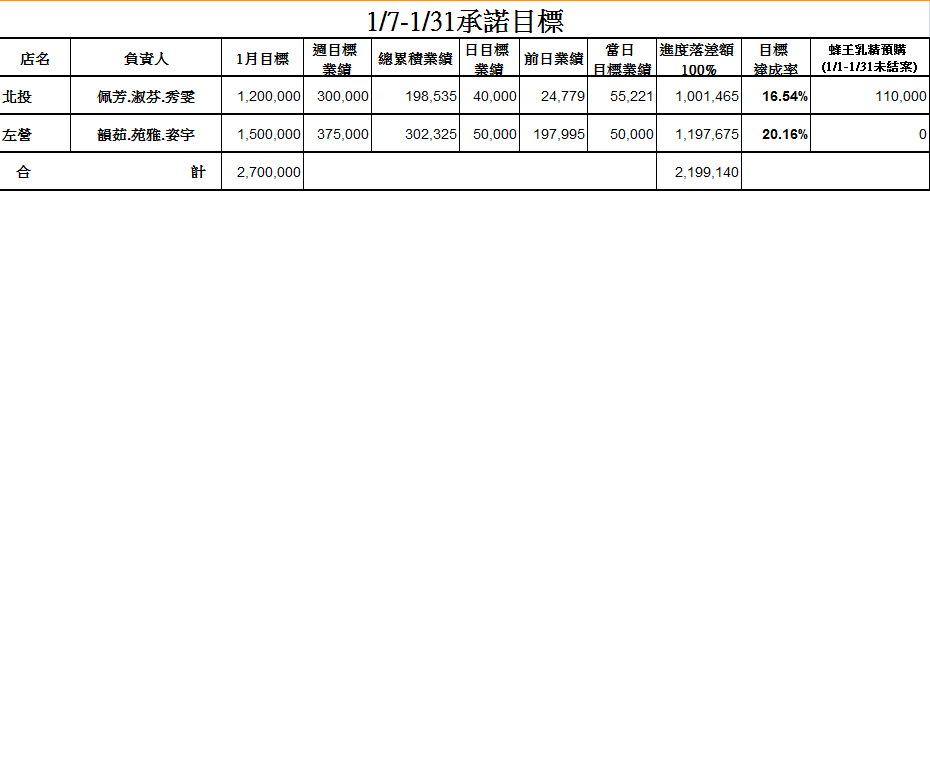 1/7-1/31承諾目標
店名 負責人 1月目標 週目標業績 總累積業績 日目標業績 前日業績 當日目標業績 進度落差額100% 目標達成率 蜂王乳精預購(1/1-1/31未結案)
北投 佩芳.淑芬.秀雯 1,200,000 300,000 198,535 40,000 24,779 55,221 1,001,465 16.54% 110,000
左營 韻茹.苑雅.姿宇 1,500,000 375,000 302,325 50,000 197,995 50,000 1,197,675 20.16% 0
合 計 2,700,000 2,199,140